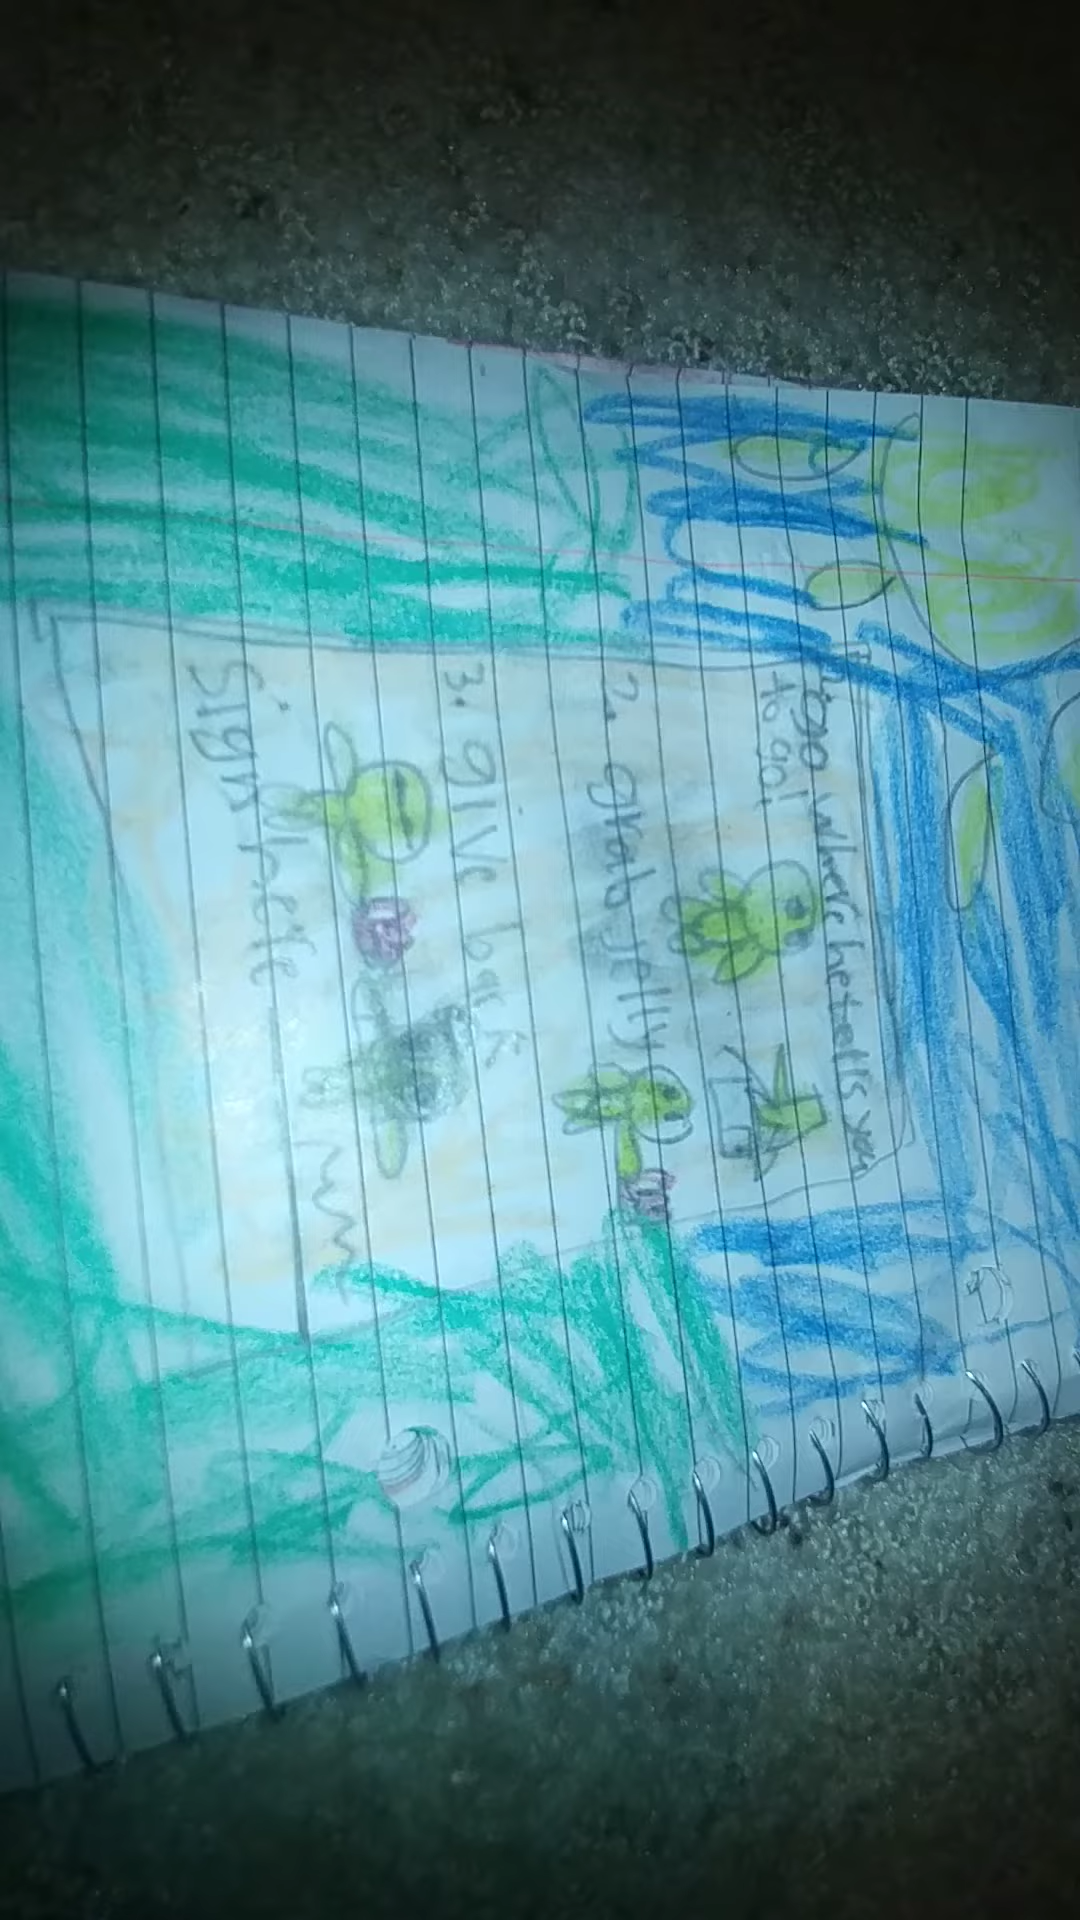 1. go! Where he tells you
to go!
2. grab jelly
3. give back
Sign here